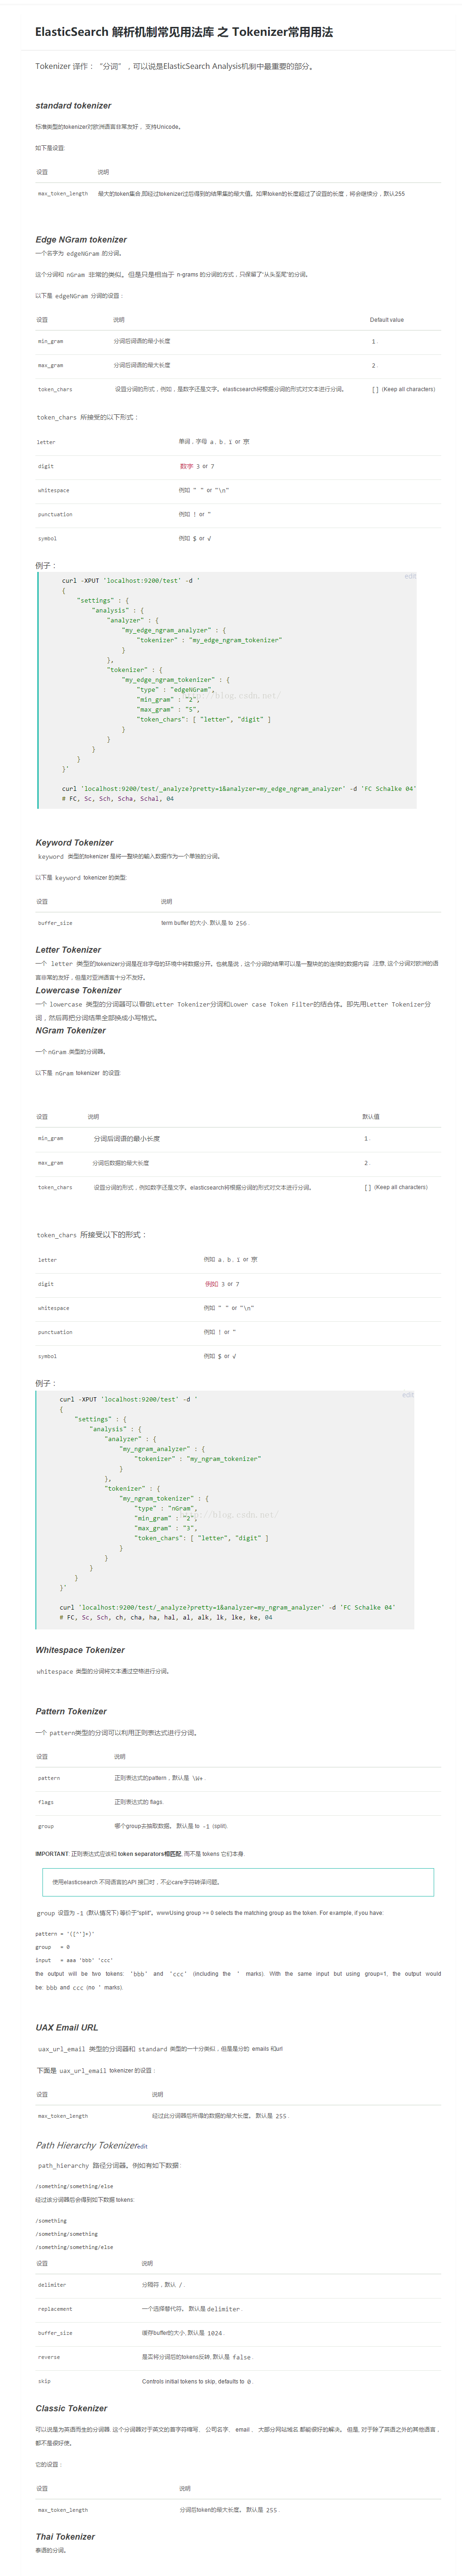 ElasticSearch 解析机制常见用法库 之 Tokenizer常用用法
Tokenizer 译作：“分词”，可以说是ElasticSearch Analysis机制中最重要的部分。
standard tokenizer
标准类型的tokenizer对欧洲语言非常友好， 支持Unicode。
如下是设置:
设置 说明
max_token_length 最大的token集合,即经过tokenizer过后得到的结果集的最大值。如果token的长度超过了设置的长度，将会继续分，默认255
Edge NGram tokenizer
一个名字为 edgeNGram 的分词。
这个分词和 nGram 非常的类似。但是只是相当于 n-grams 的分词的方式，只保留了“从头至尾”的分词。
以下是 edgeNGram 分词的设置：
设置 说明 Default value
min_gram 分词后词语的最小长度 1.
max_gram 分词后词语的最大长度 2.
token_chars 设置分词的形式，例如，是数字还是文字。elasticsearch将根据分词的形式对文本进行分词。 [] (Keep all characters)
token_chars 所接受的以下形式：
letter 单词，字母 a, b, ï or 京
digit 数字 3 or 7
whitespace 例如 " " or "\n"
punctuation 例如 ! or "
symbol 例如 $ or √
例子：
edit
curl -XPUT 'localhost:9200/test' -d '
{
"settings" : {
"analysis" : {
"analyzer" : {
"my_edge_ngram_analyzer" : {
"tokenizer" : "my_edge_ngram_tokenizer"
}
},
"tokenizer" : {
"my_edge_ngram_tokenizer" : {
"type" : "edgeNGram",
"min_gram" : "2",
"max_gram" : "5",
"token_chars": [ "letter", "digit" ]
}
}
}
}
}'
curl 'localhost:9200/test/_analyze?pretty=1&analyzer=my_edge_ngram_analyzer' -d 'FC Schalke 04'
# FC, Sc, Sch, Scha, Schal, 04
Keyword Tokenizer
keyword 类型的tokenizer 是将一整块的输入数据作为一个单独的分词。
以下是 keyword tokenizer 的类型:
设置 说明
buffer_size term buffer 的大小. 默认是 to 256.
Letter Tokenizer
一个 letter 类型的tokenizer分词是在非字母的环境中将数据分开。也就是说，这个分词的结果可以是一整块的的连续的数据内容 .注意, 这个分词对欧洲的语
言非常的友好，但是对亚洲语言十分不友好。
Lowercase Tokenizer
一个 lowercase 类型的分词器可以看做Letter Tokenizer分词和Lower case Token Filter的结合体。即先用Letter Tokenizer分
词，然后再把分词结果全部换成小写格式。
NGram Tokenizer
一个 nGram 类型的分词器。
以下是 nGram tokenizer 的设置:
设置 说明 默认值
min_gram 分词后词语的最小长度 1.
max_gram 分词后数据的最大长度 2.
token_chars 设置分词的形式，例如数字还是文字。elasticsearch将根据分词的形式对文本进行分词。 [] (Keep all characters)
token_chars 所接受以下的形式：
letter 例如 a, b, ï or 京
digit 例如 3 or 7
whitespace 例如 " " or "\n"
punctuation 例如 ! or "
symbol 例如 $ or √
例子：
edit
curl -XPUT 'localhost:9200/test' -d '
{
"settings" : {
"analysis" : {
"analyzer" : {
"my_ngram_analyzer" : {
"tokenizer" : "my_ngram_tokenizer"
}
},
"tokenizer" : {
"my_ngram_tokenizer" : {
"type" : "nGram",
"min_gram" : "2",
"max_gram" : "3",
"token_chars": [ "letter", "digit" ]
}
}
}
}
}'
curl 'localhost:9200/test/_analyze?pretty=1&analyzer=my_ngram_analyzer' -d 'FC Schalke 04'
# FC, Sc, Sch, ch, cha, ha, hal, al, alk, lk, lke, ke, 04
Whitespace Tokenizer
whitespace 类型的分词将文本通过空格进行分词。
Pattern Tokenizer
一个 pattern类型的分词可以利用正则表达式进行分词。
设置 说明
pattern 正则表达式的pattern，默认是 \W+.
flags 正则表达式的 flags.
group 哪个group去抽取数据。 默认是 to -1 (split).
IMPORTANT: 正则表达式应该和 token separators相匹配, 而不是 tokens 它们本身.
使用elasticsearch 不同语言的API 接口时，不必care字符转译问题。
group 设置为 -1 (默认情况下) 等价于"split"。wwwUsing group >= 0 selects the matching group as the token. For example, if you have:
pattern = '([^']+)'
group = 0
input = aaa 'bbb' 'ccc'
the output will be two tokens: 'bbb' and 'ccc' (including the ' marks). With the same input but using group=1, the output would
be: bbb and ccc (no ' marks).
UAX Email URL
uax_url_email 类型的分词器和 standard 类型的一十分类似，但是是分的 emails 和url
下面是 uax_url_email tokenizer 的设置：
设置 说明
max_token_length 经过此分词器后所得的数据的最大长度。 默认是 255.
Path Hierarchy Tokenizeredit
path_hierarchy 路径分词器。例如有如下数据:
/something/something/else
经过该分词器后会得到如下数据 tokens:
/something
/something/something
/something/something/else
设置 说明
delimiter 分隔符，默认 /.
replacement 一个选择替代符。 默认是 delimiter.
buffer_size 缓存buffer的大小, 默认是 1024.
reverse 是否将分词后的tokens反转, 默认是 false.
skip Controls initial tokens to skip, defaults to 0.
Classic Tokenizer
可以说是为英语而生的分词器. 这个分词器对于英文的首字符缩写、 公司名字、 email 、 大部分网站域名.都能很好的解决。 但是, 对于除了英语之外的其他语言，
都不是很好使。
它的设置：
设置 说明
max_token_length 分词后token的最大长度。 默认是 255.
Thai Tokenizer
泰语的分词。